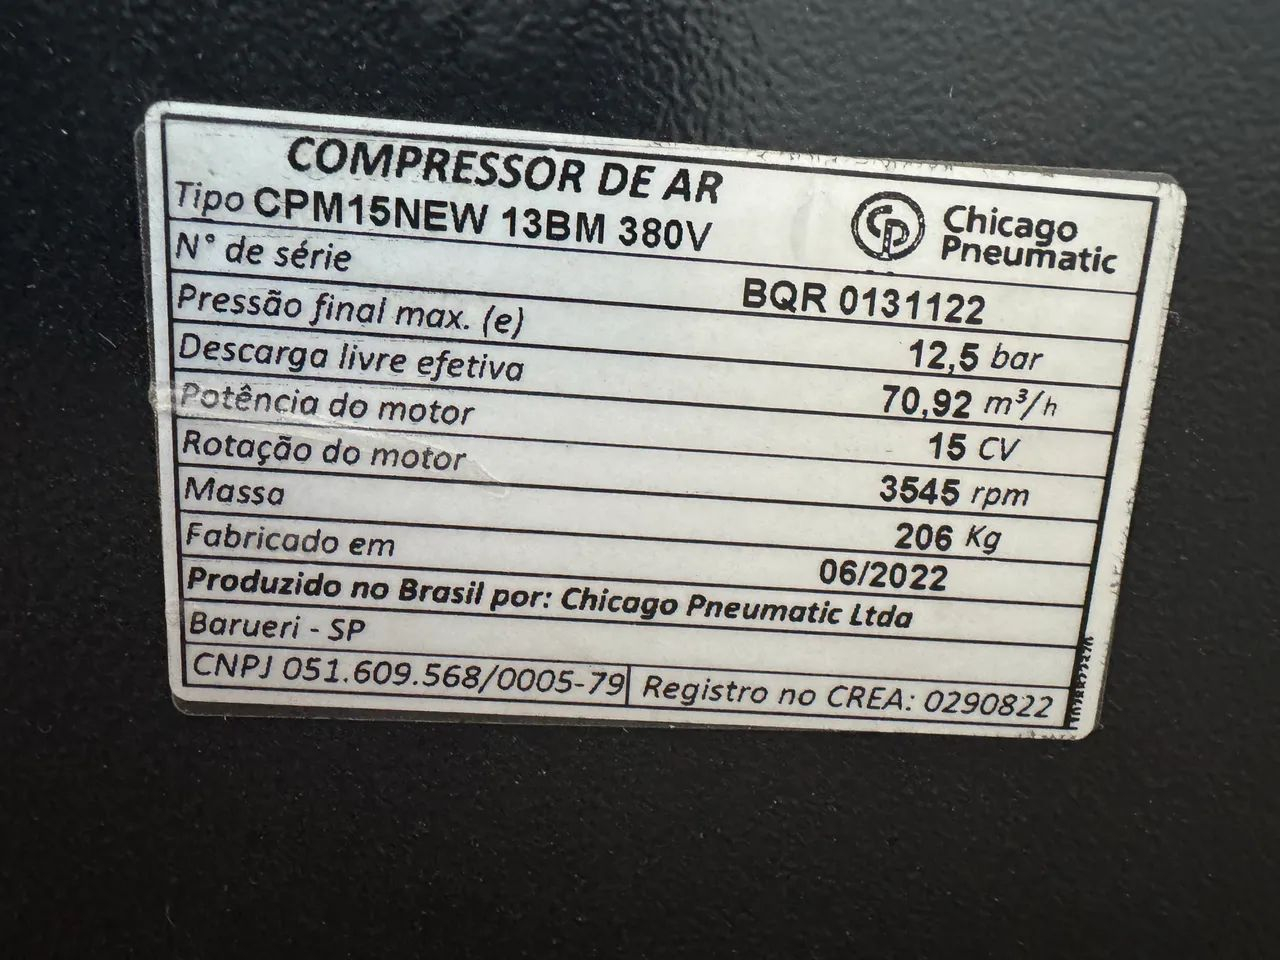 COMPRESSOR DE AR
Tipo CPM15NEW 13BM 380V
CP Chicago Pneumatic
N° de série BQR 0131122
Pressão final max. (e) 12,5 bar
Descarga livre efetiva 70,92 m³/h
Potência do motor 15 CV
Rotação do motor 3545 rpm
Massa 206 Kg
Fabricado em 06/2022
Produzido no Brasil por: Chicago Pneumatic Ltda
Barueri - SP
CNPJ 051.609.568/0005-79 Registro no CREA: 0290822